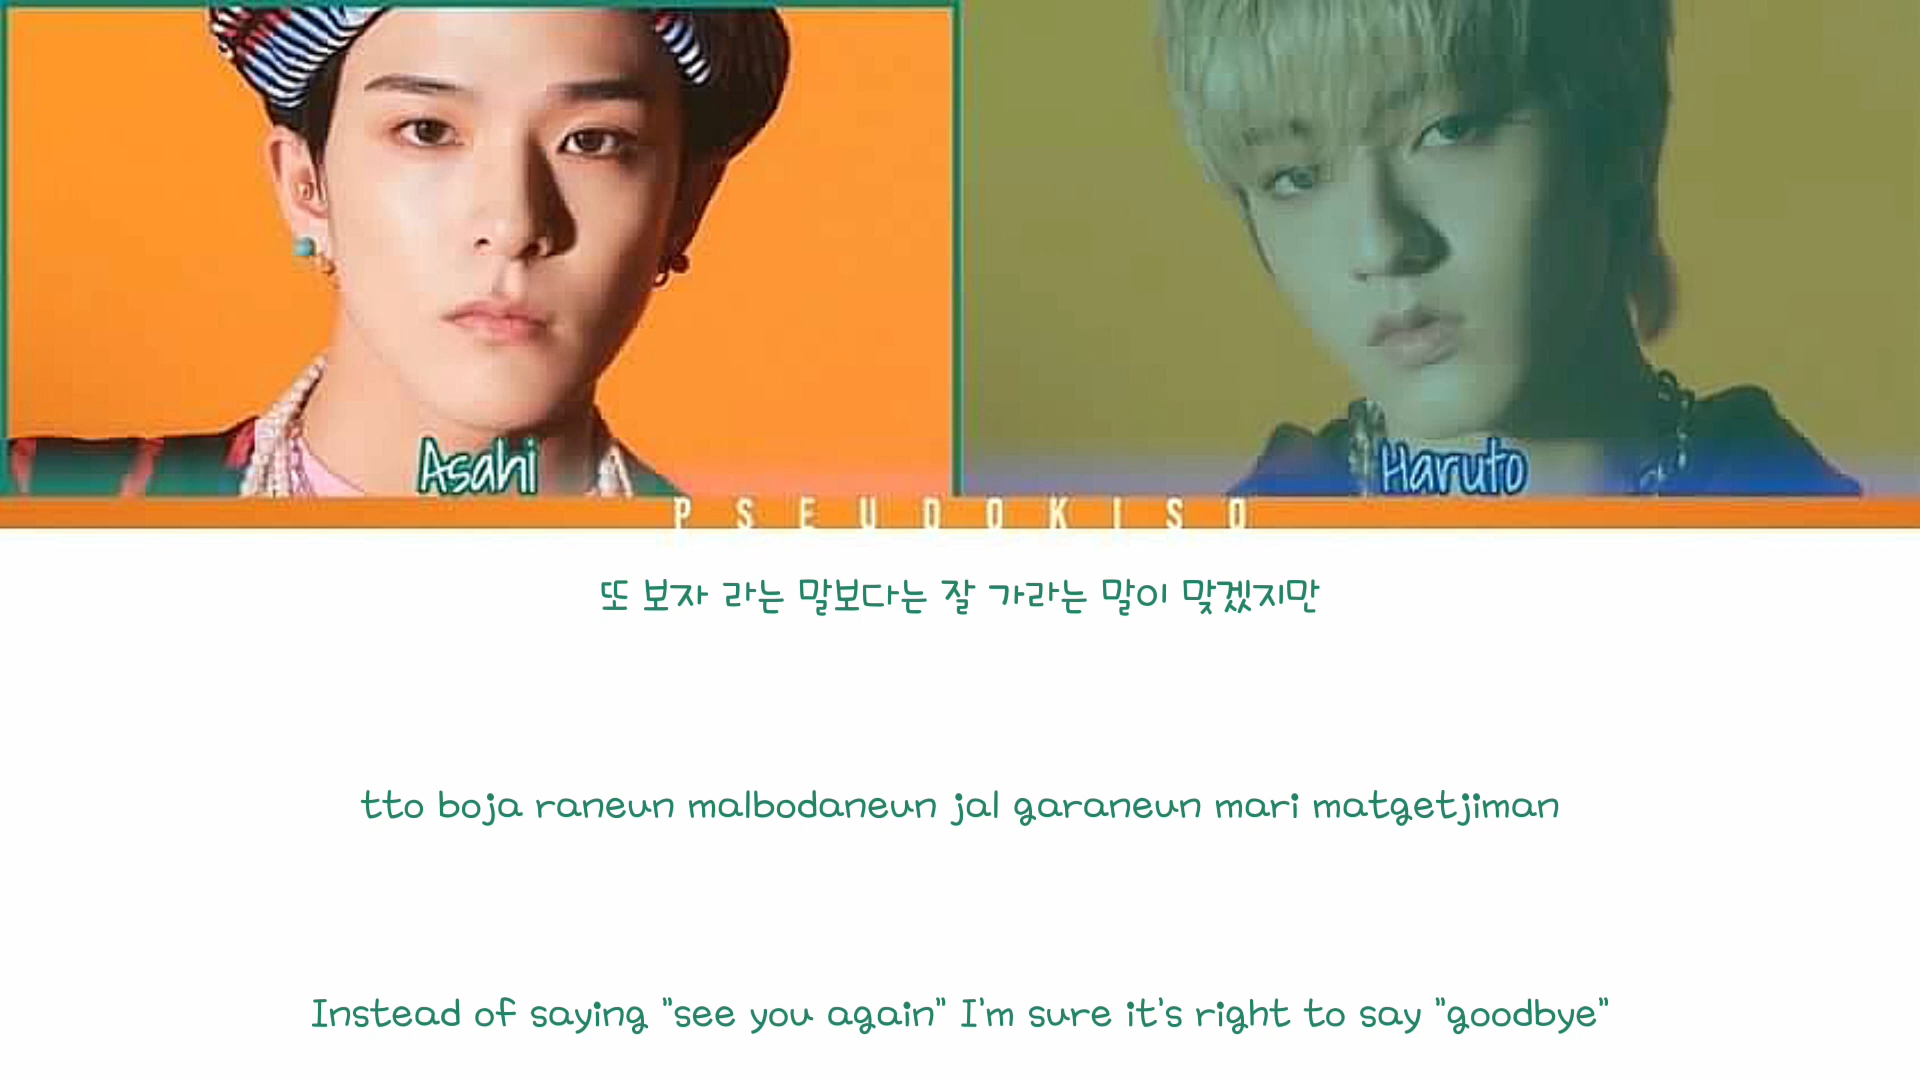 Asahi
Haruto
PSEUDOKISO
또 보자 라는 말보다는 잘 가라는 말이 맞겠지만
tto boja raneun malbodaneun jal garaneun mari matgetjiman
Instead of saying "see you again" I'm sure it's right to say "goodbye"